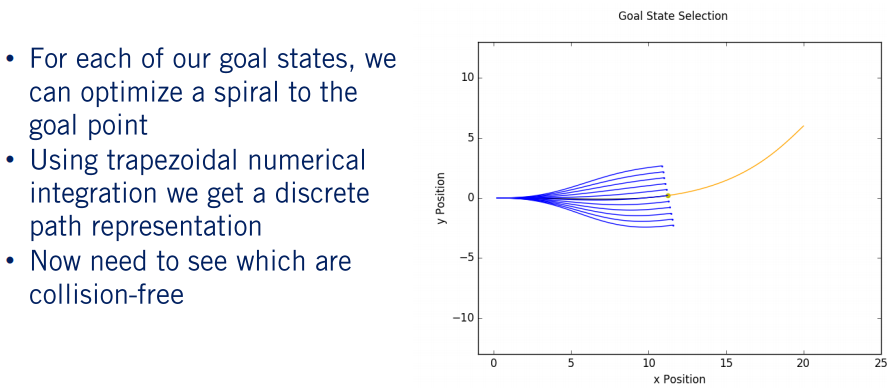 • For each of our goal states, we
can optimize a spiral to the
goal point
• Using trapezoidal numerical
integration we get a discrete
path representation
• Now need to see which are
collision-free
Goal State Selection
10
5
0
−5
−10
y Position
0 5 10 15 20 25
x Position